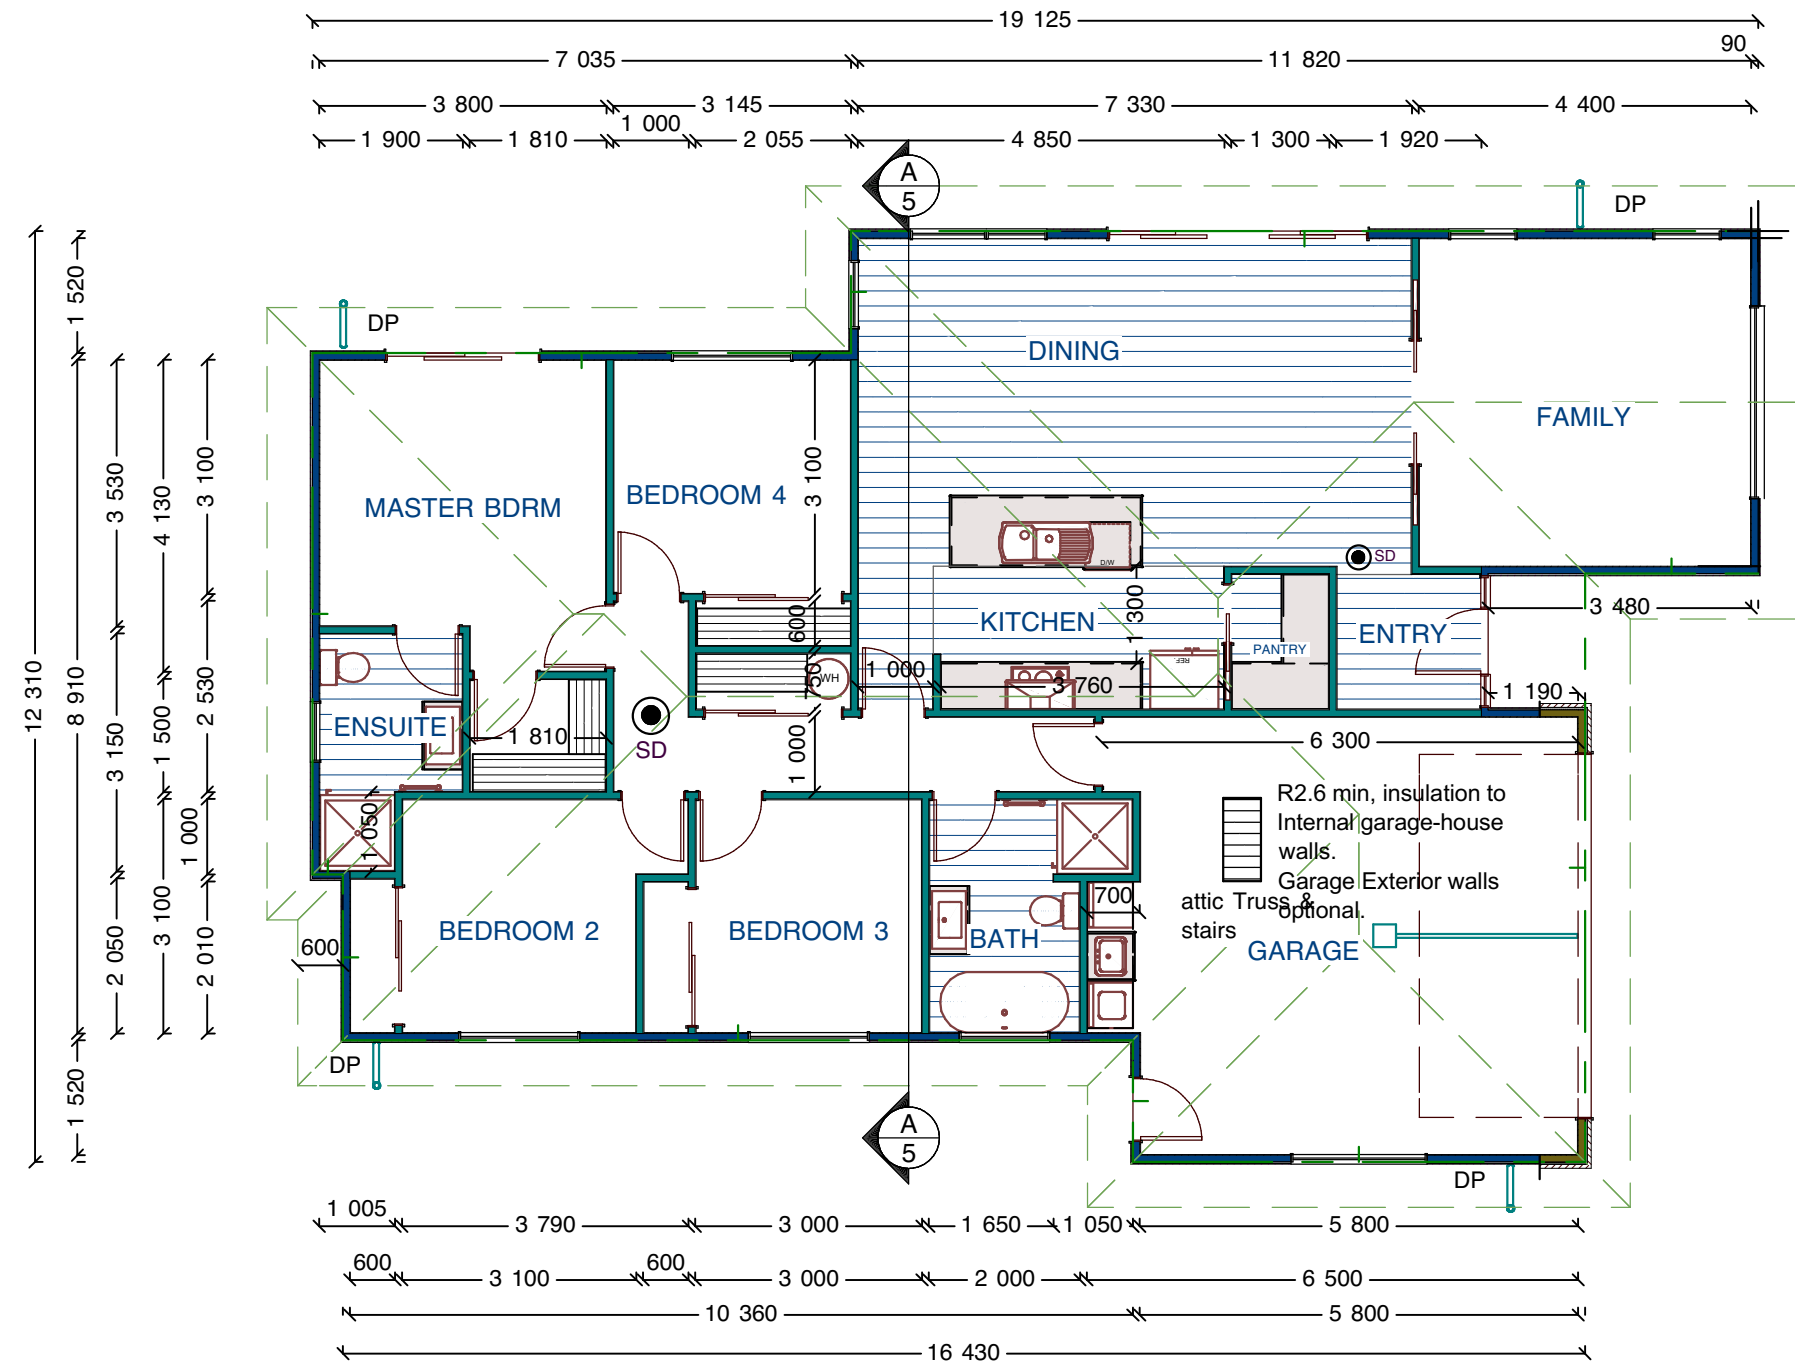 19 125
7 035
11 820
90
3 800
3 145
7 330
4 400
1 900
1 810
1 000
2 055
4 850
1 300
1 920
A
5
DP
DP
12 310
1 520
8 910
1 520
3 530
3 150
2 050
4 130
1 500
3 100
3 100
2 530
1 000
2 010
DINING
FAMILY
MASTER BDRM
BEDROOM 4
3 100
D/W
SD
KITCHEN
1 300
PANTRY
REF
ENTRY
3 480
600
750
WH
1 000
3 760
1 190
ENSUITE
1 810
SD
1 000
6 300
1 050
R2.6 min, insulation to
Internal garage-house
walls.
Garage Exterior walls
optional.
attic Truss &
stairs
GARAGE
700
BEDROOM 2
BEDROOM 3
BATH
600
DP
A
5
DP
1 005
3 790
3 000
1 650
1 050
5 800
600
3 100
600
3 000
2 000
6 500
10 360
5 800
16 430